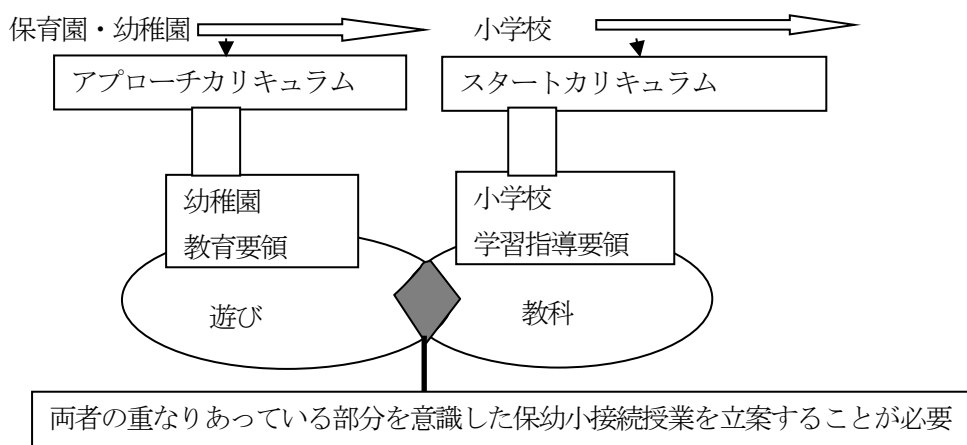 保育園・幼稚園
小学校
アプローチカリキュラム
スタートカリキュラム
幼稚園
教育要領
小学校
学習指導要領
遊び
教科
両者の重なりあっている部分を意識した保幼小接続授業を立案することが必要